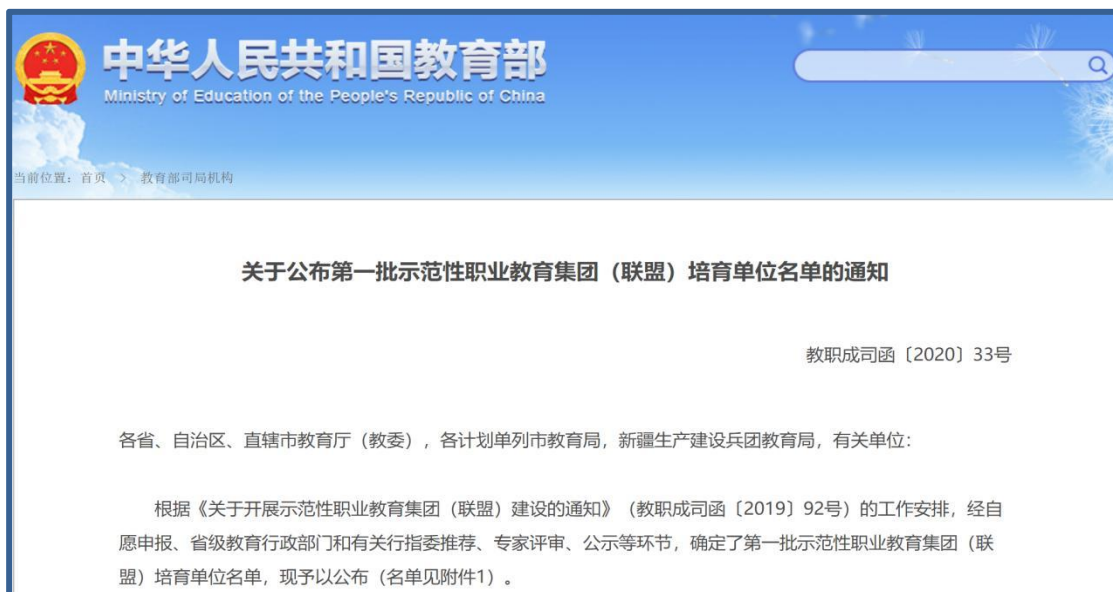 中华人民共和国教育部
Ministry of Education of the People's Republic of China
当前位置：首页 > 教育部司局机构
关于公布第一批示范性职业教育集团（联盟）培育单位名单的通知
教职成司函〔2020〕33号
各省、自治区、直辖市教育厅（教委），各计划单列市教育局，新疆生产建设兵团教育局，有关单位：
根据《关于开展示范性职业教育集团（联盟）建设的通知》（教职成司函〔2019〕92号）的工作安排，经自
愿申报、省级教育行政部门和有关行指委推荐、专家评审、公示等环节，确定了第一批示范性职业教育集团（联
盟）培育单位名单，现予以公布（名单见附件1）。